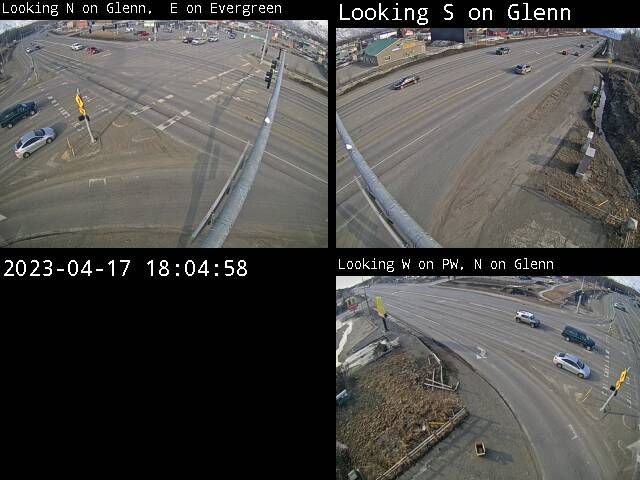 Looking N on Glenn,  E on Evergreen
Looking S on Glenn
2023-04-17 18:04:58
Looking W on PW, N on Glenn